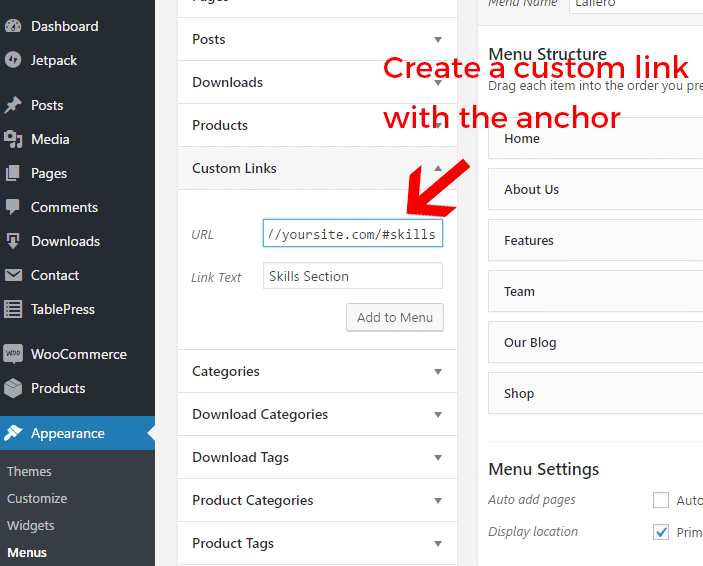 Pages
Menu Name Lallero
Dashboard
Jetpack
Posts
Media
Pages
Comments
Downloads
Contact
TablePress
WOO WooCommerce
Products
Appearance
Themes
Customize
Widgets
Menus
Posts
Downloads
Products
Custom Links
URL //yoursite.com/#skills
Link Text Skills Section
Add to Menu
Categories
Download Categories
Download Tags
Product Categories
Product Tags
Create a custom link
with the anchor
Menu Structure
Drag each item into the order you pre
Home
About Us
Features
Team
Our Blog
Shop
Menu Settings
Auto add pages Auto
Display location Prim